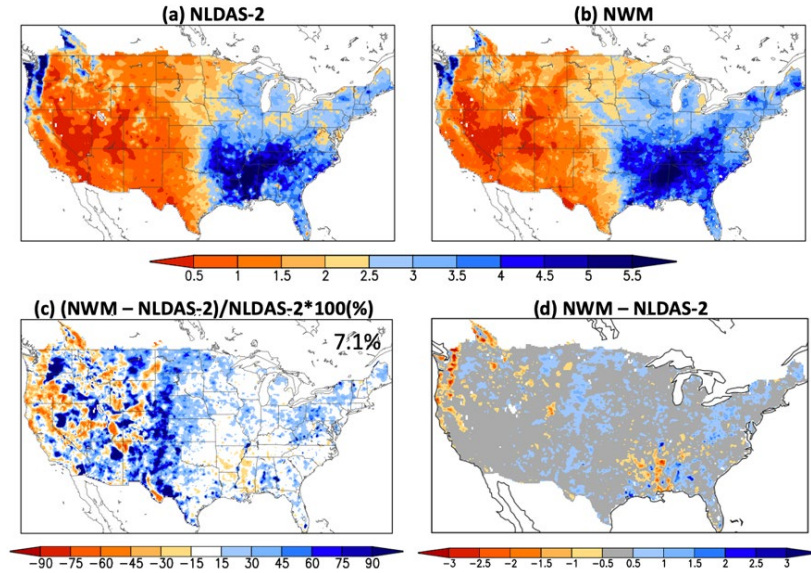 (a) NLDAS-2
(b) NWM
0.5 1 1.5 2 2.5 3 3.5 4 4.5 5 5.5
(c) (NWM – NLDAS-2)/NLDAS-2*100(%)
7.1%
(d) NWM – NLDAS-2
−90 −75 −60 −45 −30 −15 15 30 45 60 75 90
−3 −2.5 −2 −1.5 −1 −0.5 0.5 1 1.5 2 2.5 3